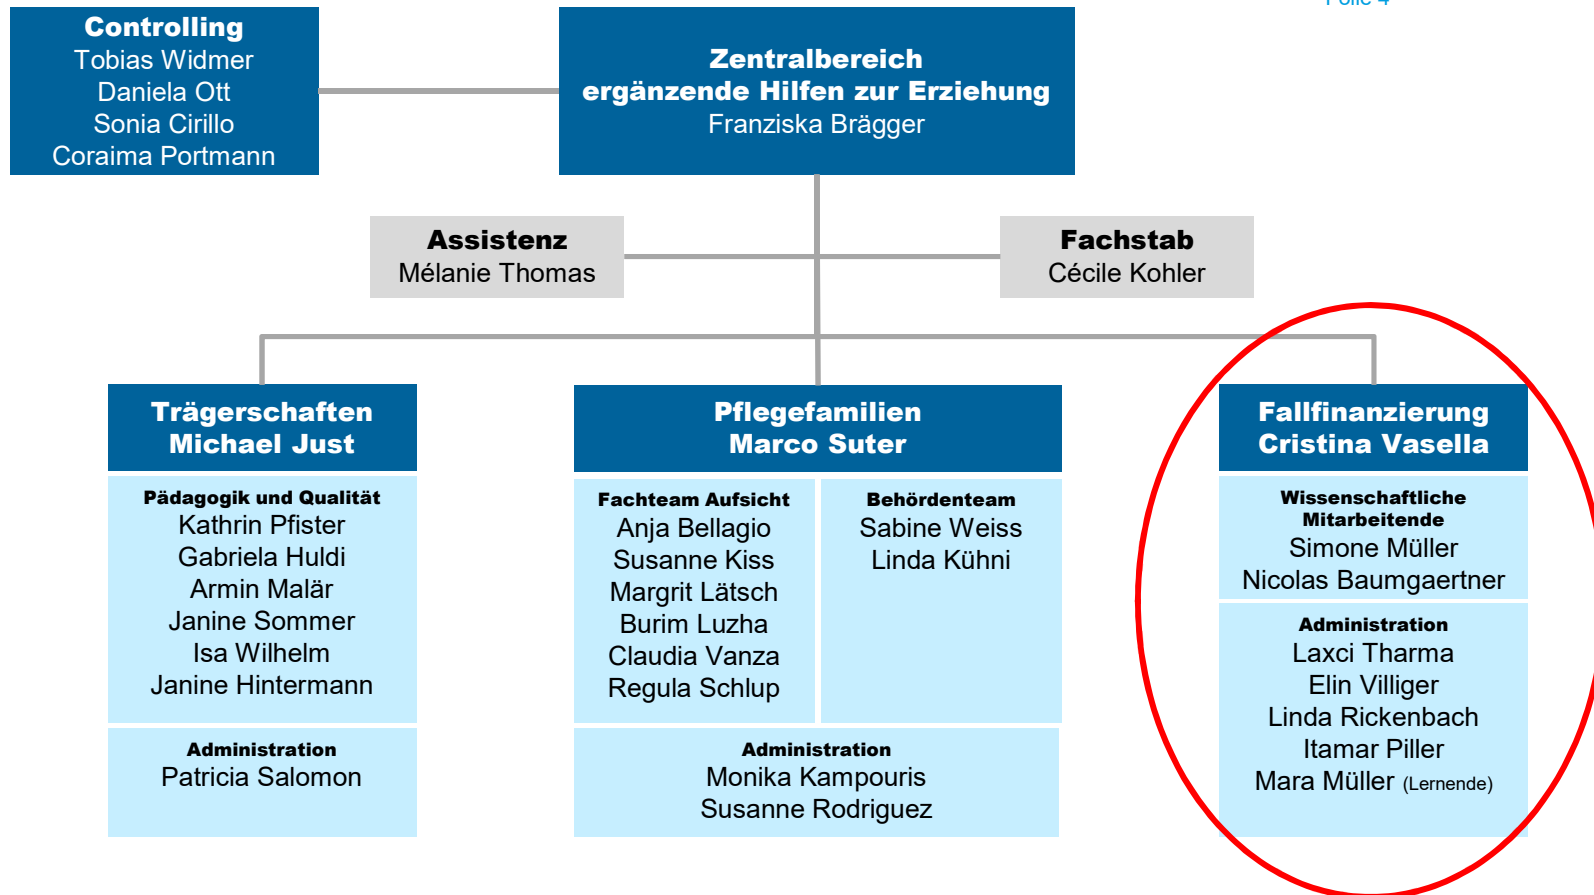 Folie 4
Controlling
Tobias Widmer
Daniela Ott
Sonia Cirillo
Coraima Portmann
Zentralbereich
ergänzende Hilfen zur Erziehung
Franziska Brägger
Assistenz
Mélanie Thomas
Fachstab
Cécile Kohler
Trägerschaften
Michael Just
Pädagogik und Qualität
Kathrin Pfister
Gabriela Huldi
Armin Malär
Janine Sommer
Isa Wilhelm
Janine Hintermann
Administration
Patricia Salomon
Pflegefamilien
Marco Suter
Fachteam Aufsicht
Anja Bellagio
Susanne Kiss
Margrit Lätsch
Burim Luzha
Claudia Vanza
Regula Schlup
Behördenteam
Sabine Weiss
Linda Kühni
Administration
Monika Kampouris
Susanne Rodriguez
Fallfinanzierung
Cristina Vasella
Wissenschaftliche
Mitarbeitende
Simone Müller
Nicolas Baumgaertner
Administration
Laxci Tharma
Elin Villiger
Linda Rickenbach
Itamar Piller
Mara Müller (Lernende)